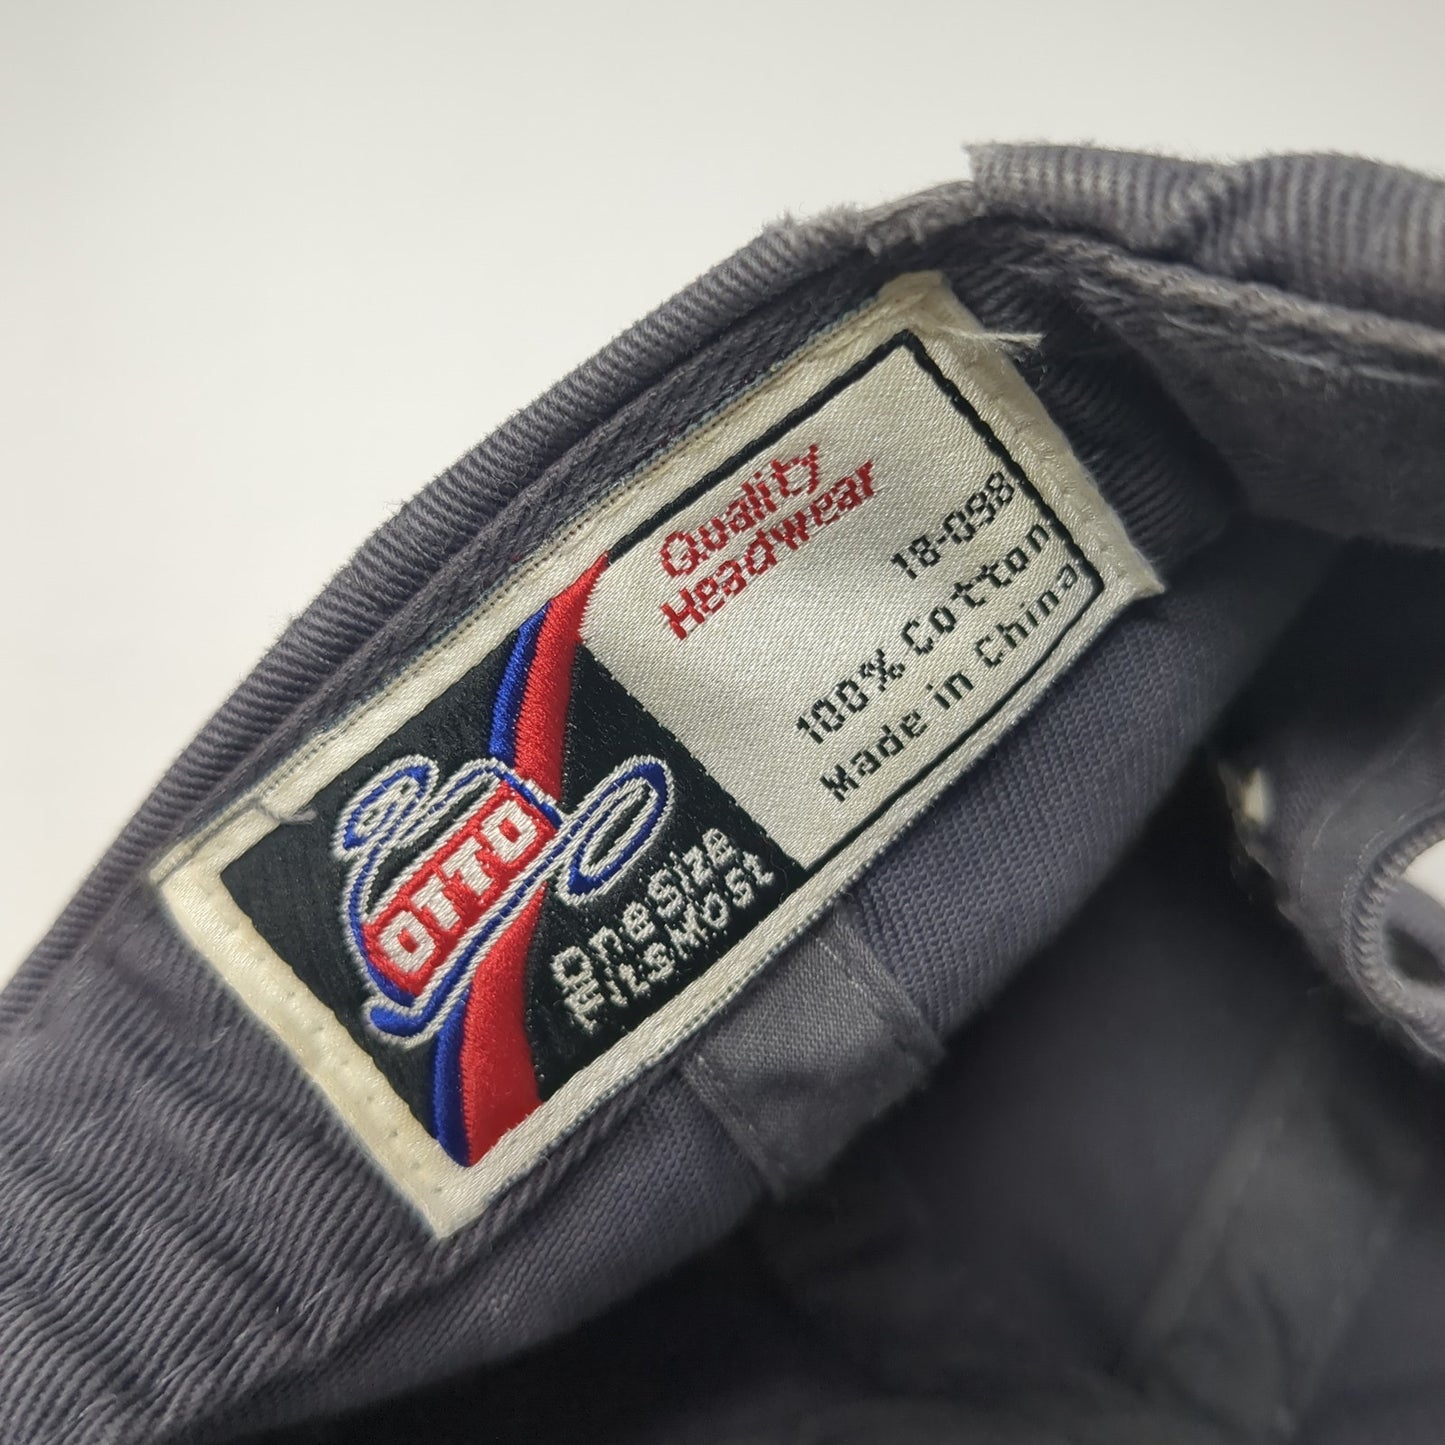 OTTO
One Size
Fits Most
Quality
Headwear
18-098
100% Cotton
Made in China